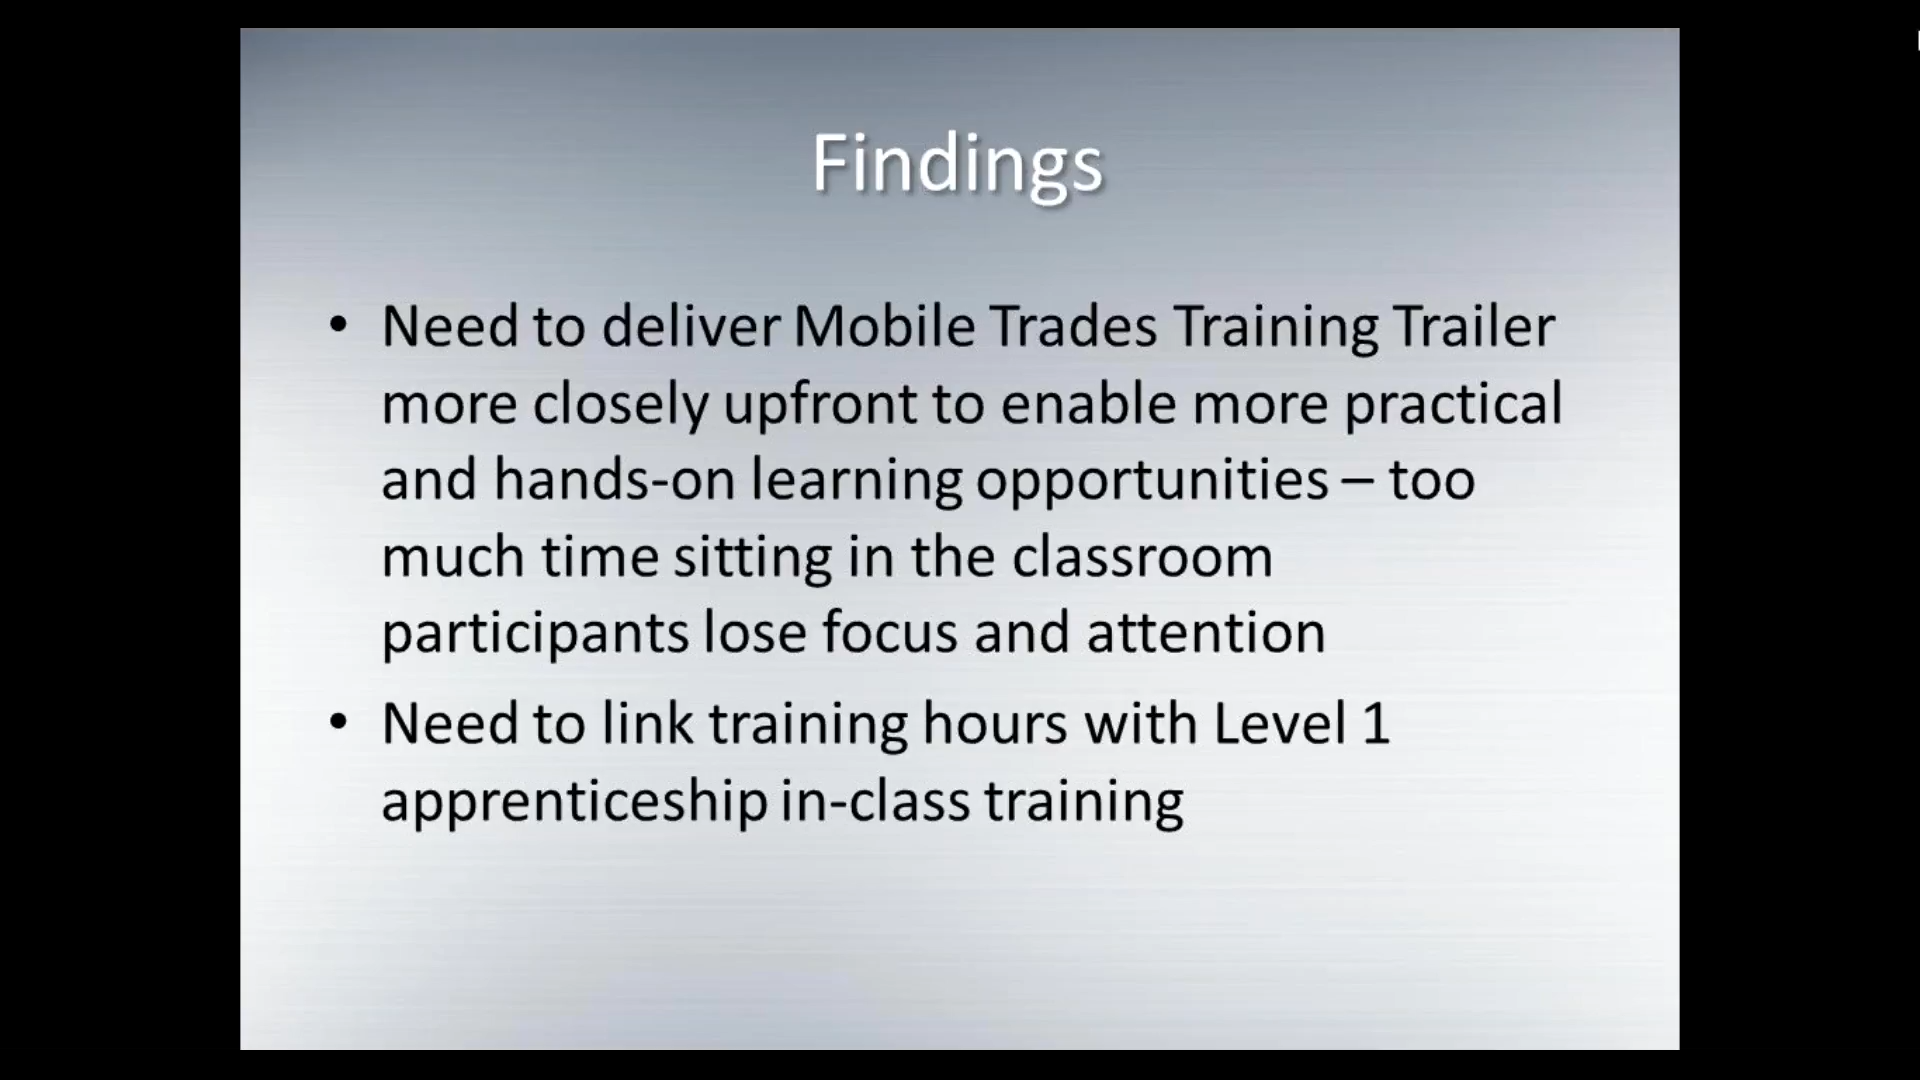 Findings
• Need to deliver Mobile Trades Training Trailer
more closely upfront to enable more practical
and hands-on learning opportunities – too
much time sitting in the classroom
participants lose focus and attention
• Need to link training hours with Level 1
apprenticeship in-class training